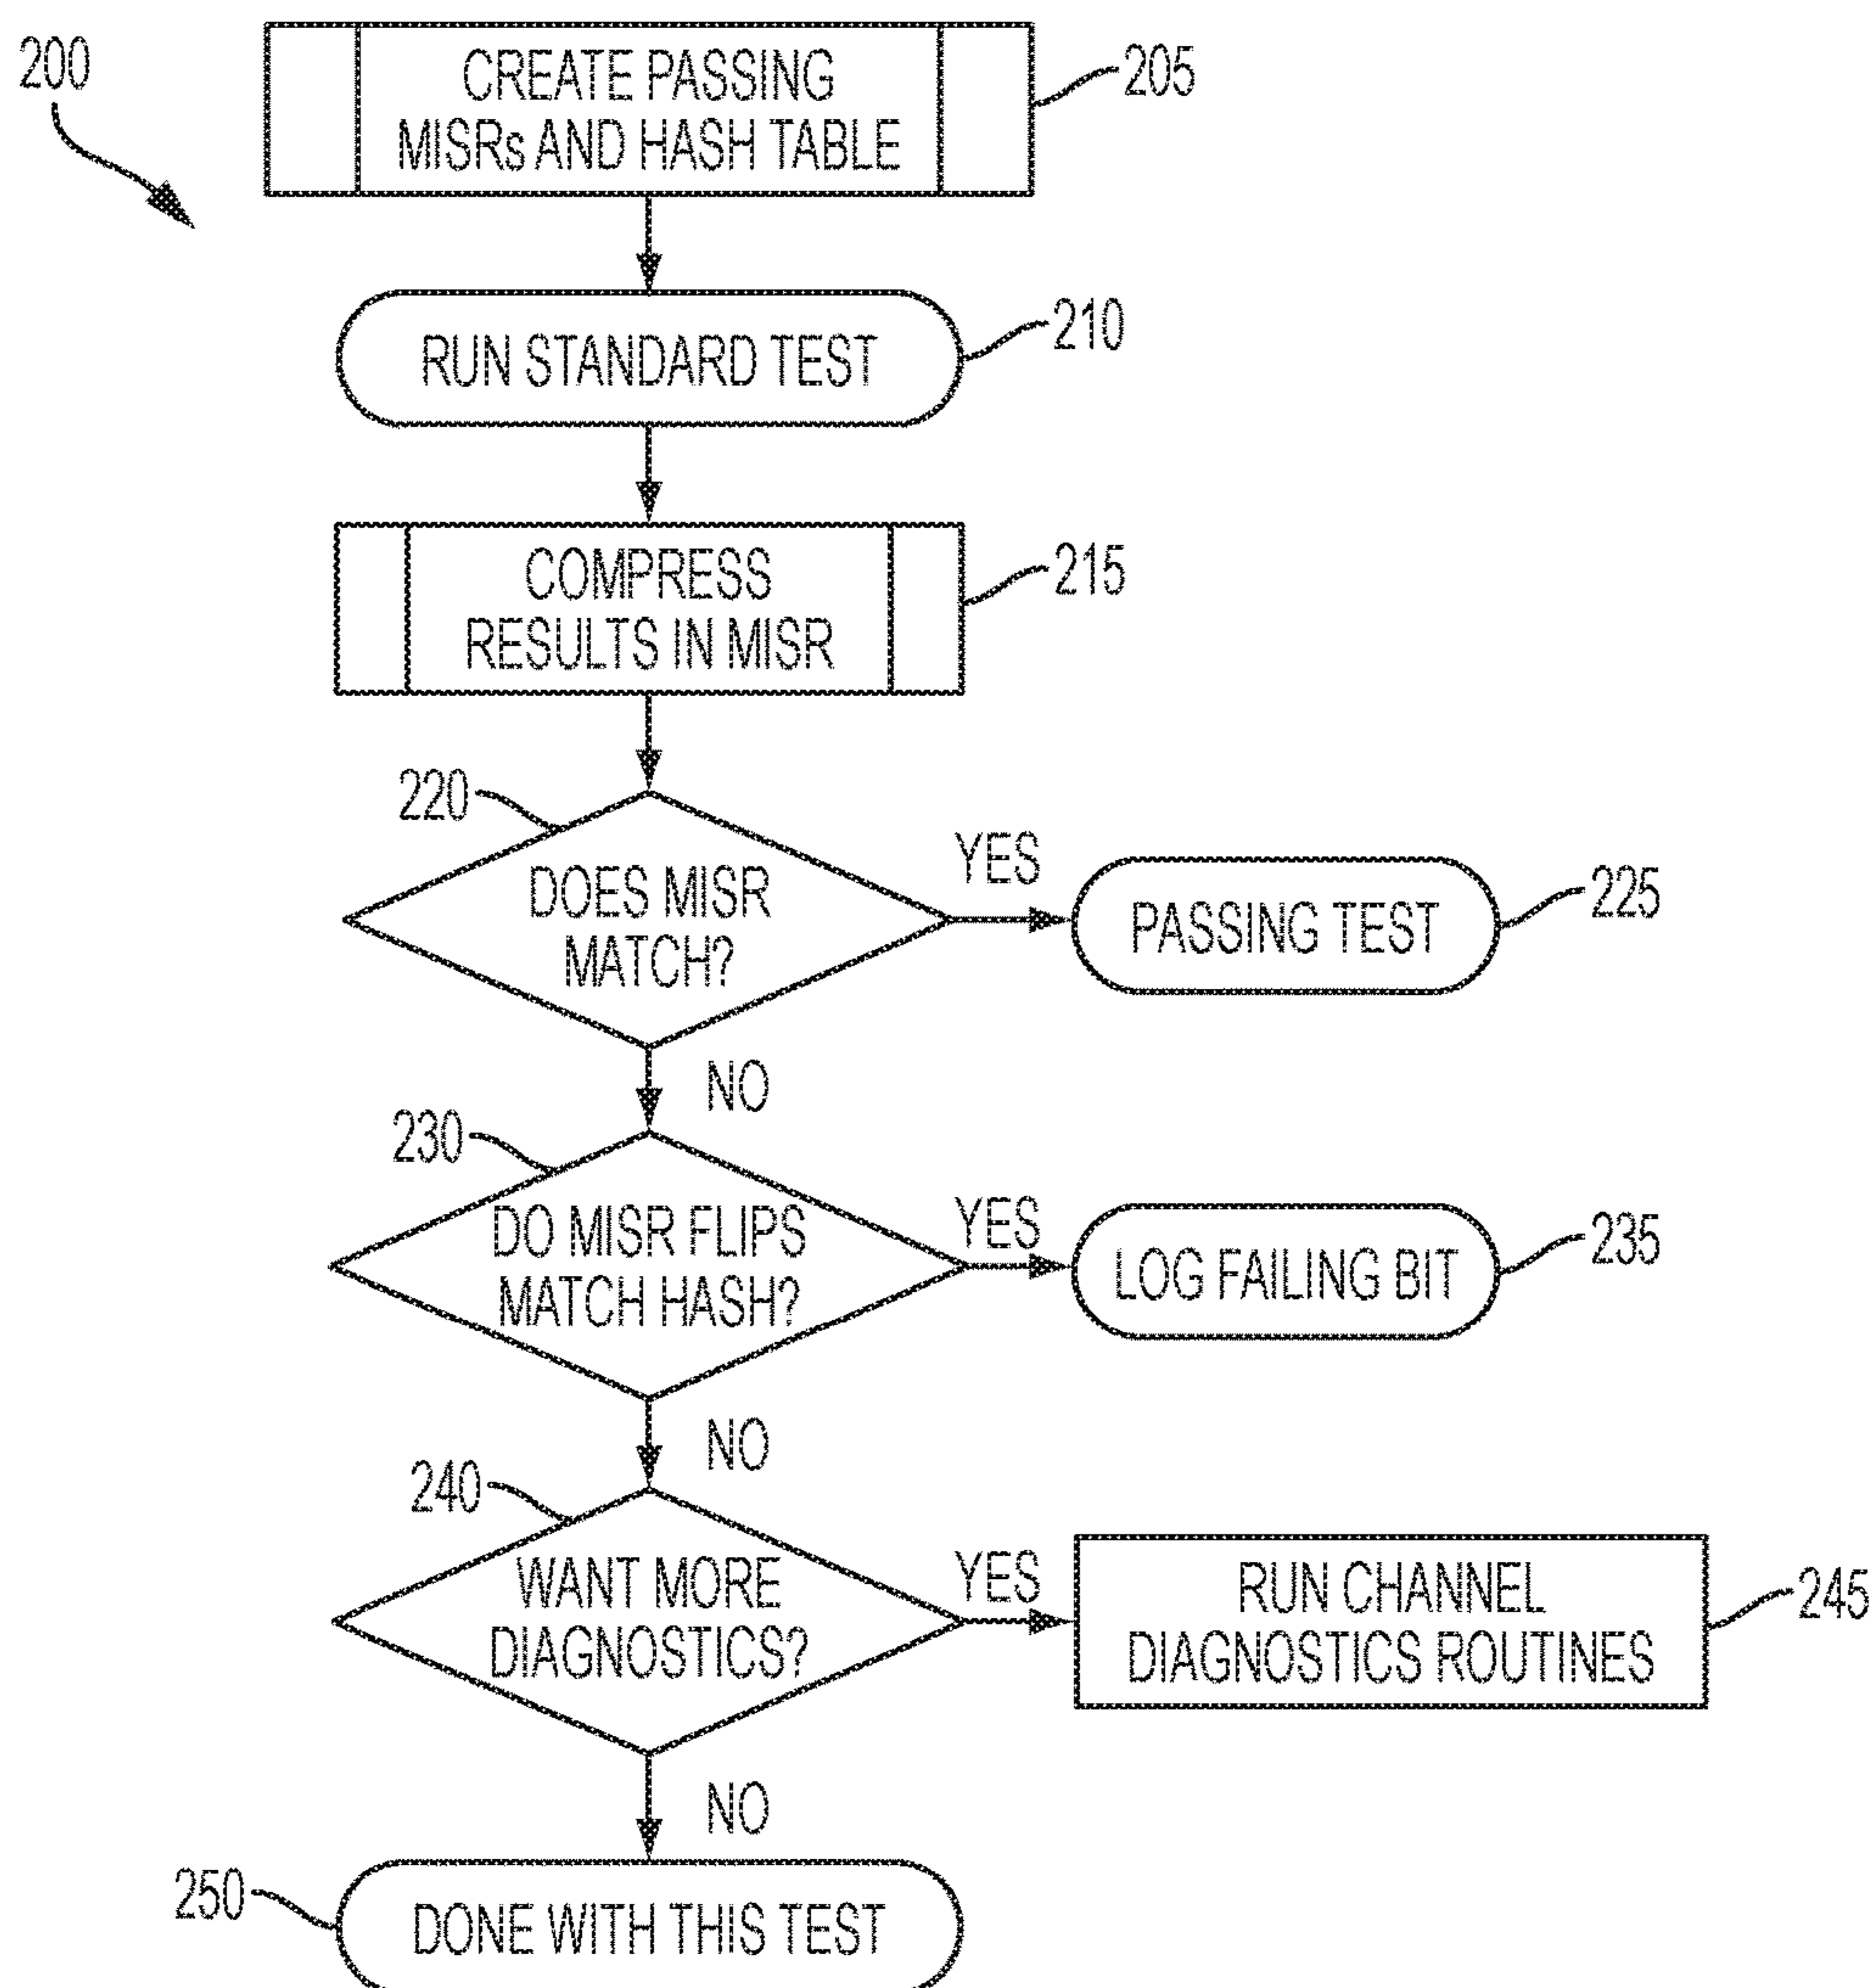 200
CREATE PASSING
MISRs AND HASH TABLE
205
RUN STANDARD TEST
210
COMPRESS
RESULTS IN MISR
215
220
DOES MISR
MATCH?
YES
PASSING TEST
225
NO
230
DO MISR FLIPS
MATCH HASH?
YES
LOG FAILING BIT
235
NO
240
WANT MORE
DIAGNOSTICS?
YES
RUN CHANNEL
DIAGNOSTICS ROUTINES
245
NO
250
DONE WITH THIS TEST